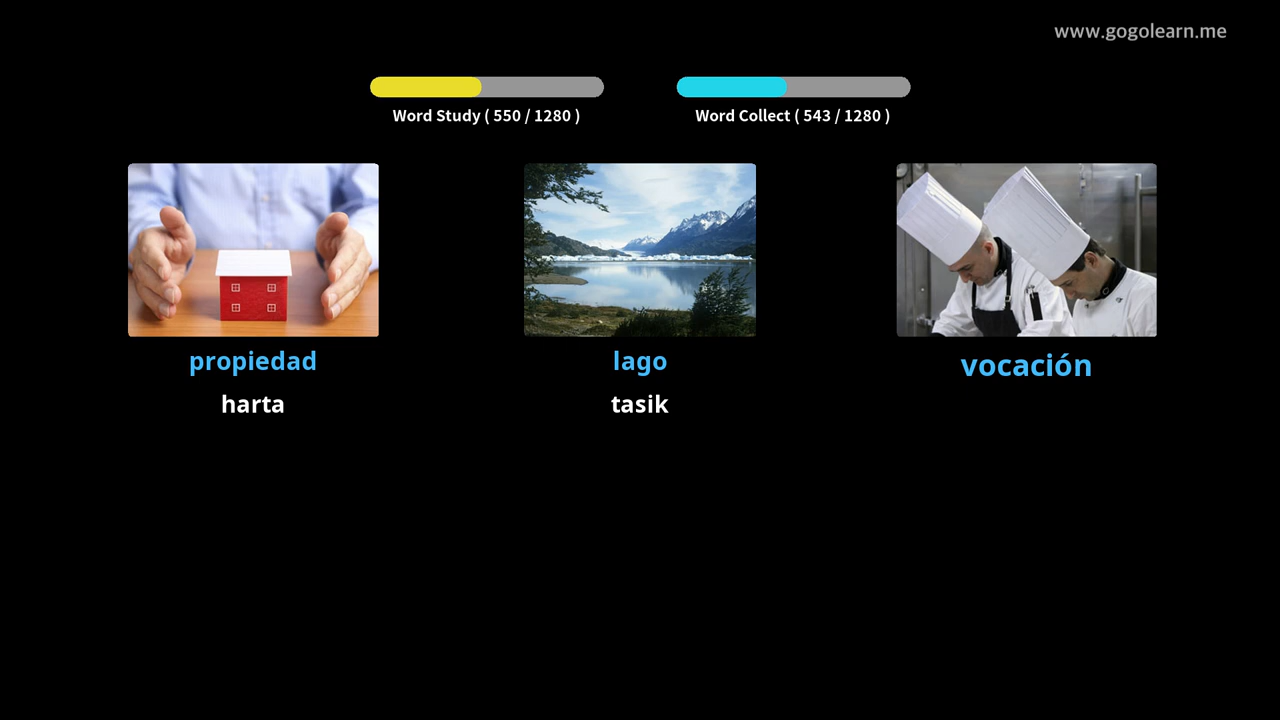 www.gogolearn.me
Word Study ( 550 / 1280 )
Word Collect ( 543 / 1280 )
propiedad
lago
vocación
harta
tasik